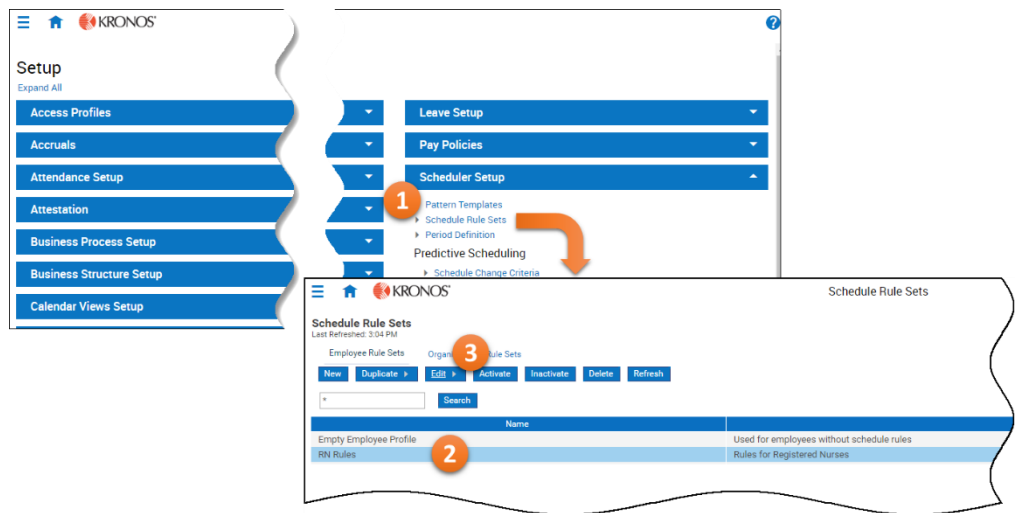 KRONOS
?
Setup
Expand All
Access Profiles
Accruals
Attendance Setup
Attestation
Business Process Setup
Business Structure Setup
Calendar Views Setup
Leave Setup
Pay Policies
Scheduler Setup
1
Pattern Templates
Schedule Rule Sets
Period Definition
Predictive Scheduling
Schedule Change Criteria
KRONOS
Schedule Rule Sets
Schedule Rule Sets
Last Refreshed: 3:04 PM
Employee Rule Sets Rule Sets
3
New Duplicate Edit Activate Inactivate Delete Refresh
* Search
Name
Empty Employee Profile Used for employees without schedule rules
RN Rules Rules for Registered Nurses
2